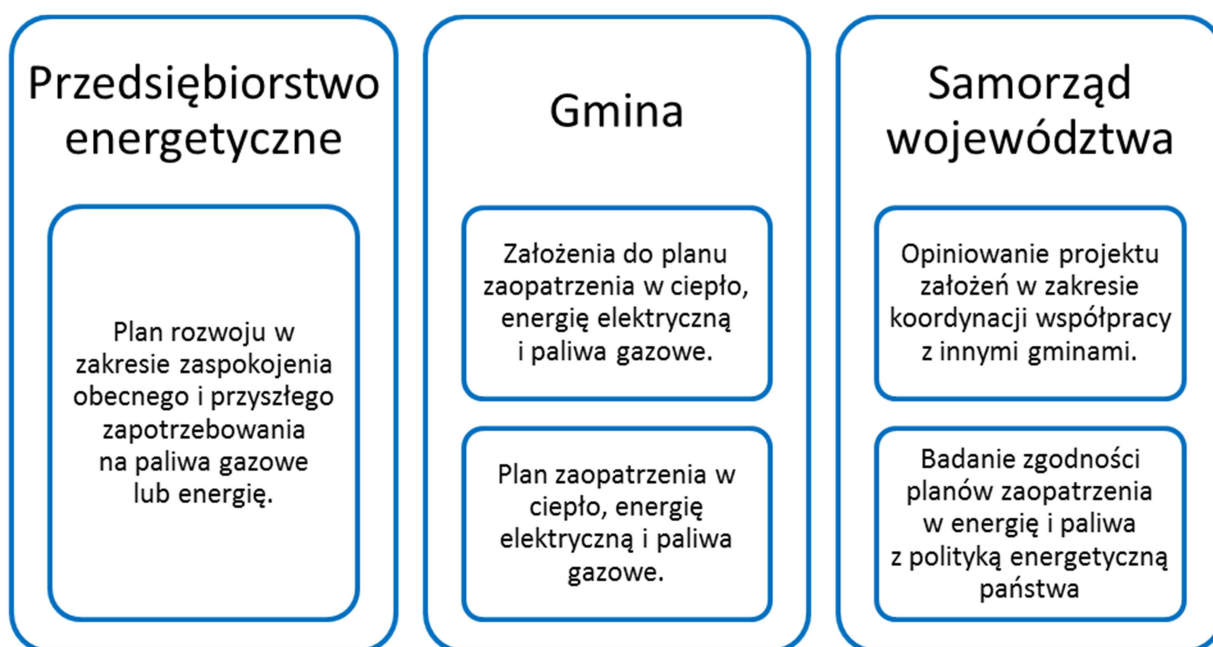 Przedsiębiorstwo
energetyczne
Plan rozwoju w
zakresie zaspokojenia
obecnego i przyszłego
zapotrzebowania
na paliwa gazowe
lub energię.
Gmina
Założenia do planu
zaopatrzenia w ciepło,
energię elektryczną
i paliwa gazowe.
Plan zaopatrzenia w
ciepło, energię
elektryczną i paliwa
gazowe.
Samorząd
województwa
Opiniowanie projektu
założeń w zakresie
koordynacji współpracy
z innymi gminami.
Badanie zgodności
planów zaopatrzenia
w energię i paliwa
z polityką energetyczną
państwa